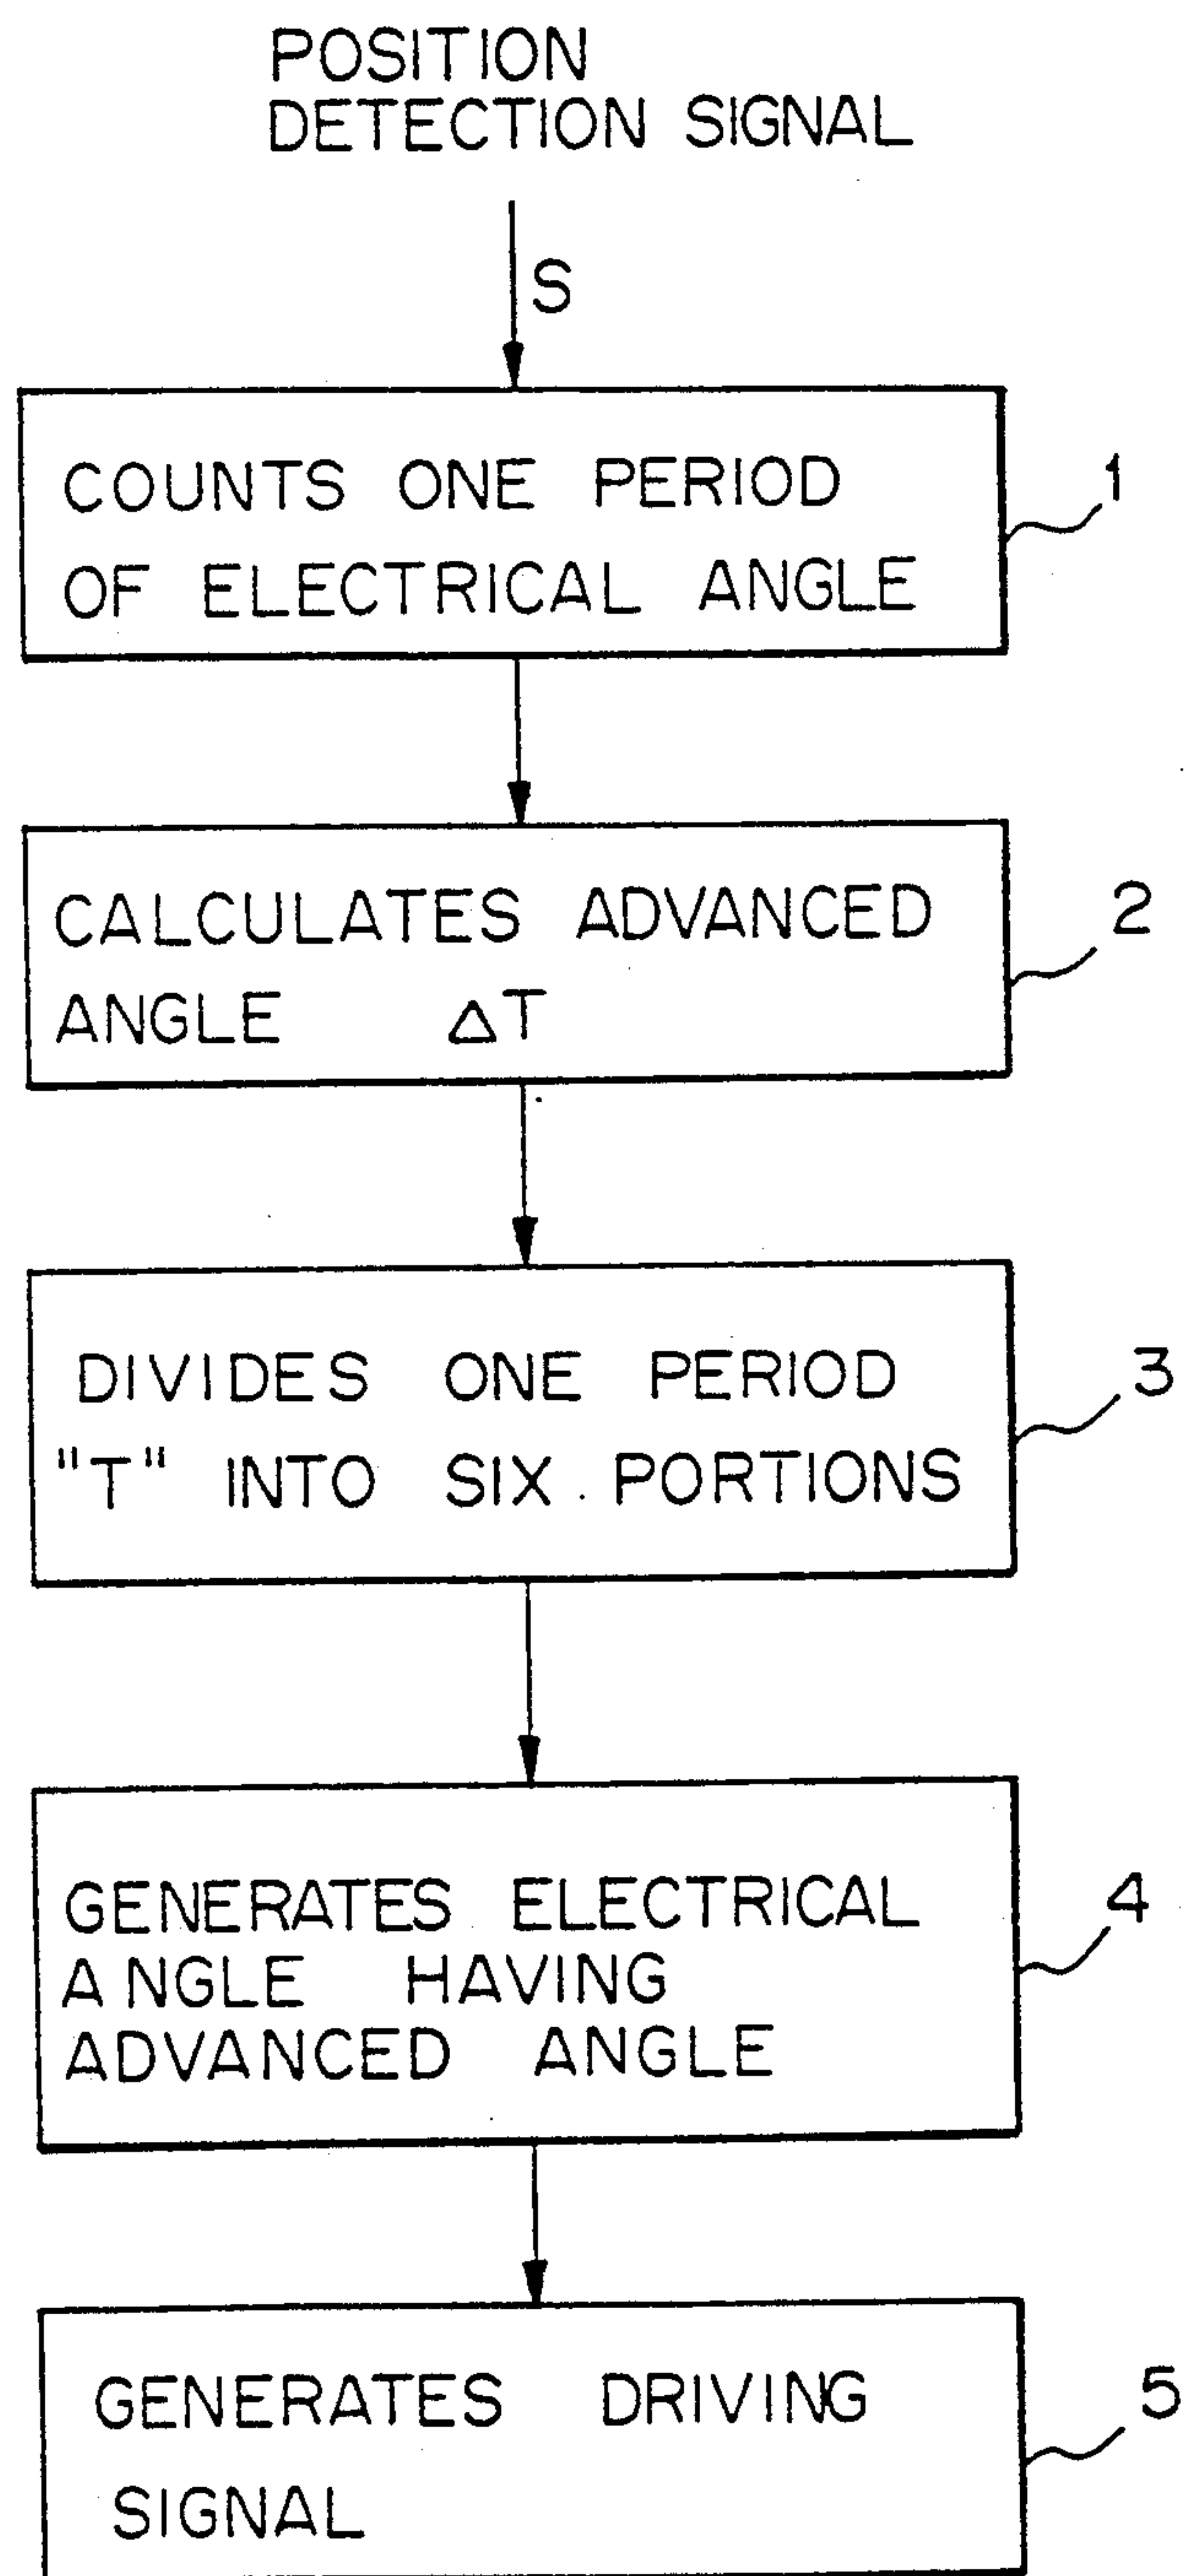 POSITION
DETECTION SIGNAL
S
COUNTS ONE PERIOD
OF ELECTRICAL ANGLE
1
CALCULATES ADVANCED
ANGLE ΔT
2
DIVIDES ONE PERIOD
"T" INTO SIX PORTIONS
3
GENERATES ELECTRICAL
ANGLE HAVING
ADVANCED ANGLE
4
GENERATES DRIVING
SIGNAL
5